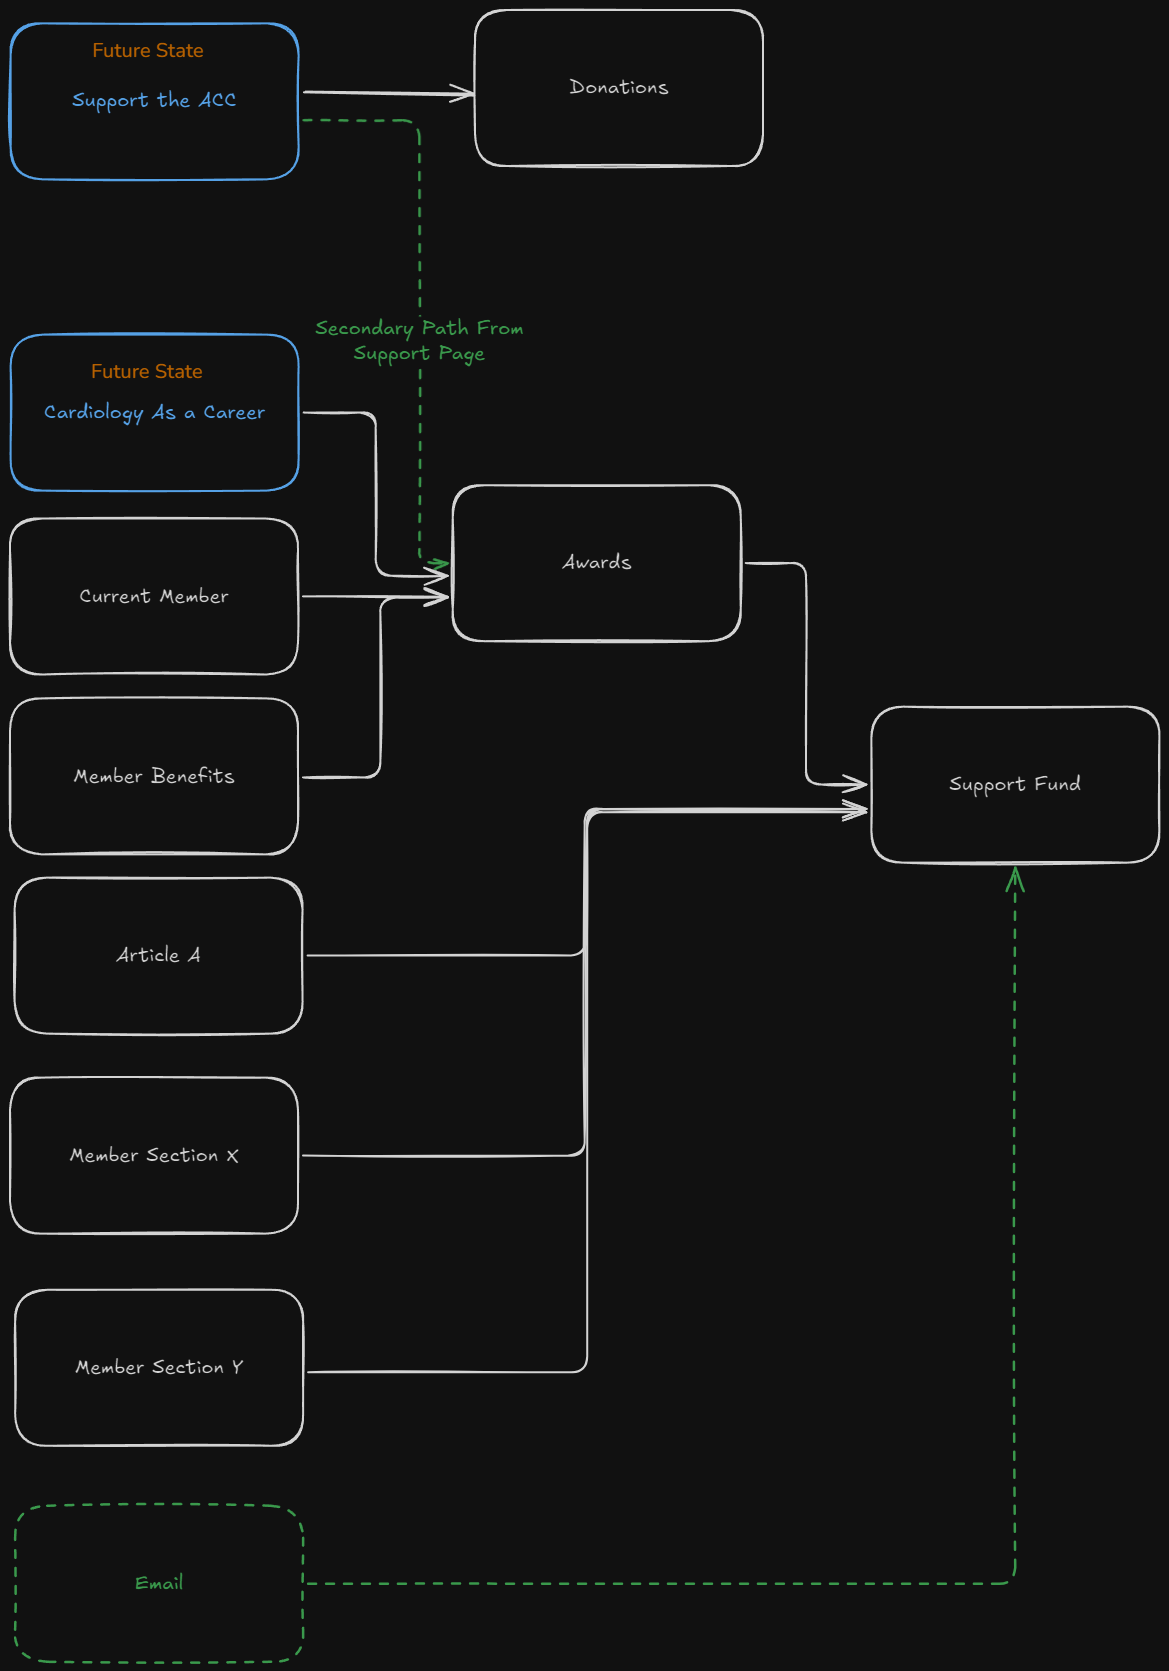 Future State
Support the ACC
Donations
Secondary Path From
Support Page
Future State
Cardiology As a Career
Awards
Current Member
Member Benefits
Support Fund
Article A
Member Section X
Member Section Y
Email